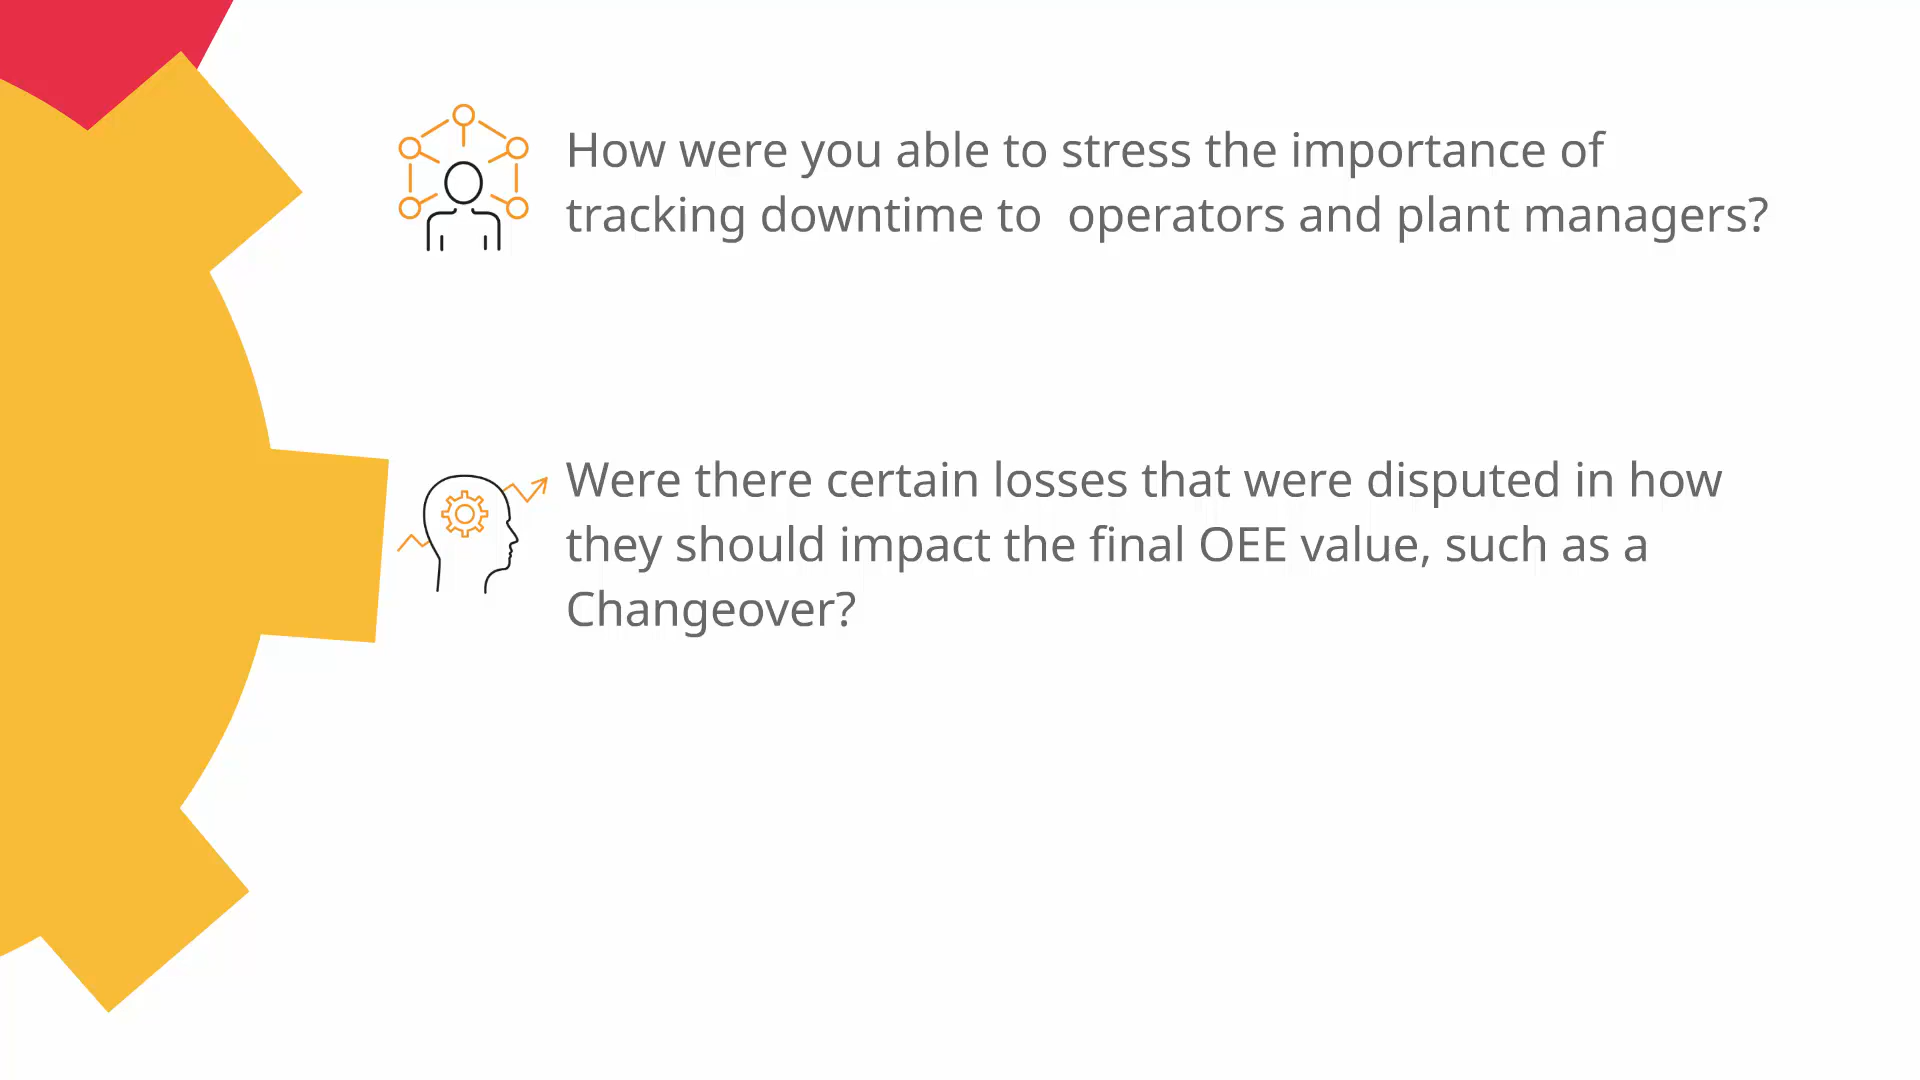 How were you able to stress the importance of
tracking downtime to  operators and plant managers?
Were there certain losses that were disputed in how
they should impact the final OEE value, such as a
Changeover?